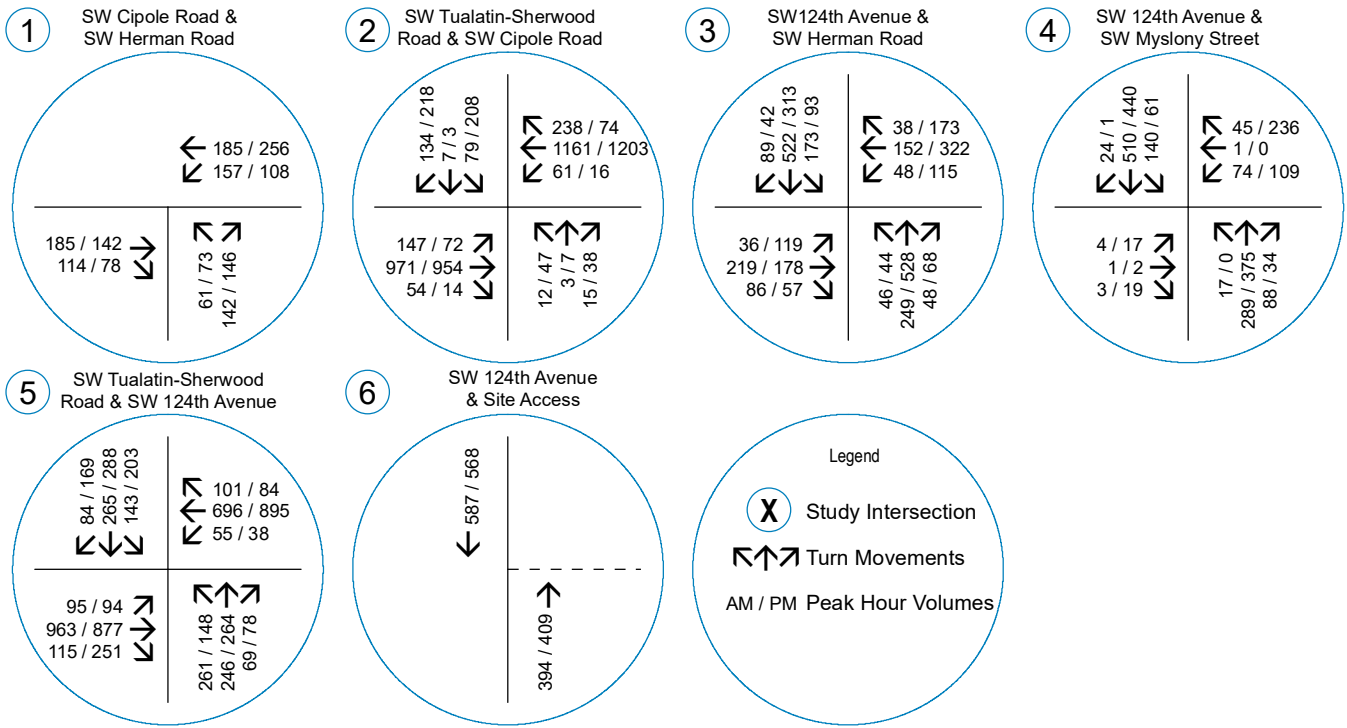 1
SW Cipole Road &
SW Herman Road
185 / 256
157 / 108
185 / 142
114 / 78
61 / 73
142 / 146
2
SW Tualatin-Sherwood
Road & SW Cipole Road
134 / 218
7 / 3
79 / 208
238 / 74
1161 / 1203
61 / 16
147 / 72
971 / 954
54 / 14
12 / 47
3 / 7
15 / 38
3
SW124th Avenue &
SW Herman Road
89 / 42
522 / 313
173 / 93
38 / 173
152 / 322
48 / 115
36 / 119
219 / 178
86 / 57
46 / 44
249 / 528
48 / 68
4
SW 124th Avenue &
SW Myslony Street
24 / 1
510 / 440
140 / 61
45 / 236
1 / 0
74 / 109
4 / 17
1 / 2
3 / 19
17 / 0
289 / 375
88 / 34
5
SW Tualatin-Sherwood
Road & SW 124th Avenue
84 / 169
265 / 288
143 / 203
101 / 84
696 / 895
55 / 38
95 / 94
963 / 877
115 / 251
261 / 148
246 / 264
69 / 78
6
SW 124th Avenue
& Site Access
587 / 568
394 / 409
Legend
X Study Intersection
Turn Movements
AM / PM Peak Hour Volumes